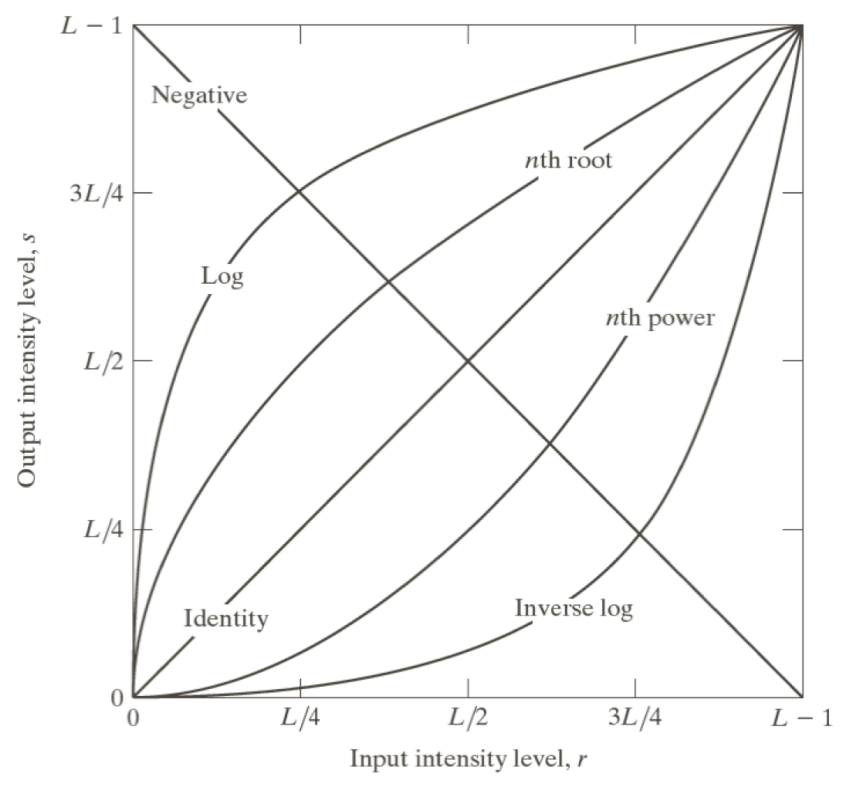 L − 1
Negative
nth root
3L/4
Log
nth power
L/2
Output intensity level, s
L/4
Identity
Inverse log
0
0
L/4
L/2
3L/4
L − 1
Input intensity level, r